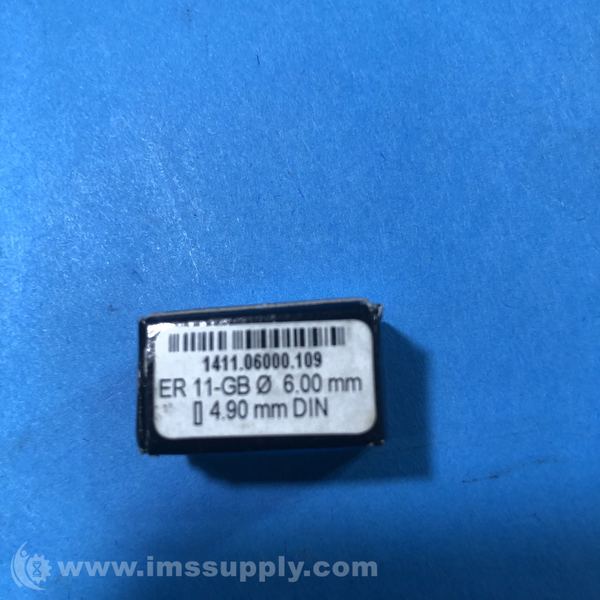 1411.06000.109
ER 11-GB Ø 6.00 mm
▯ 4.90 mm DIN
www.imssupply.com